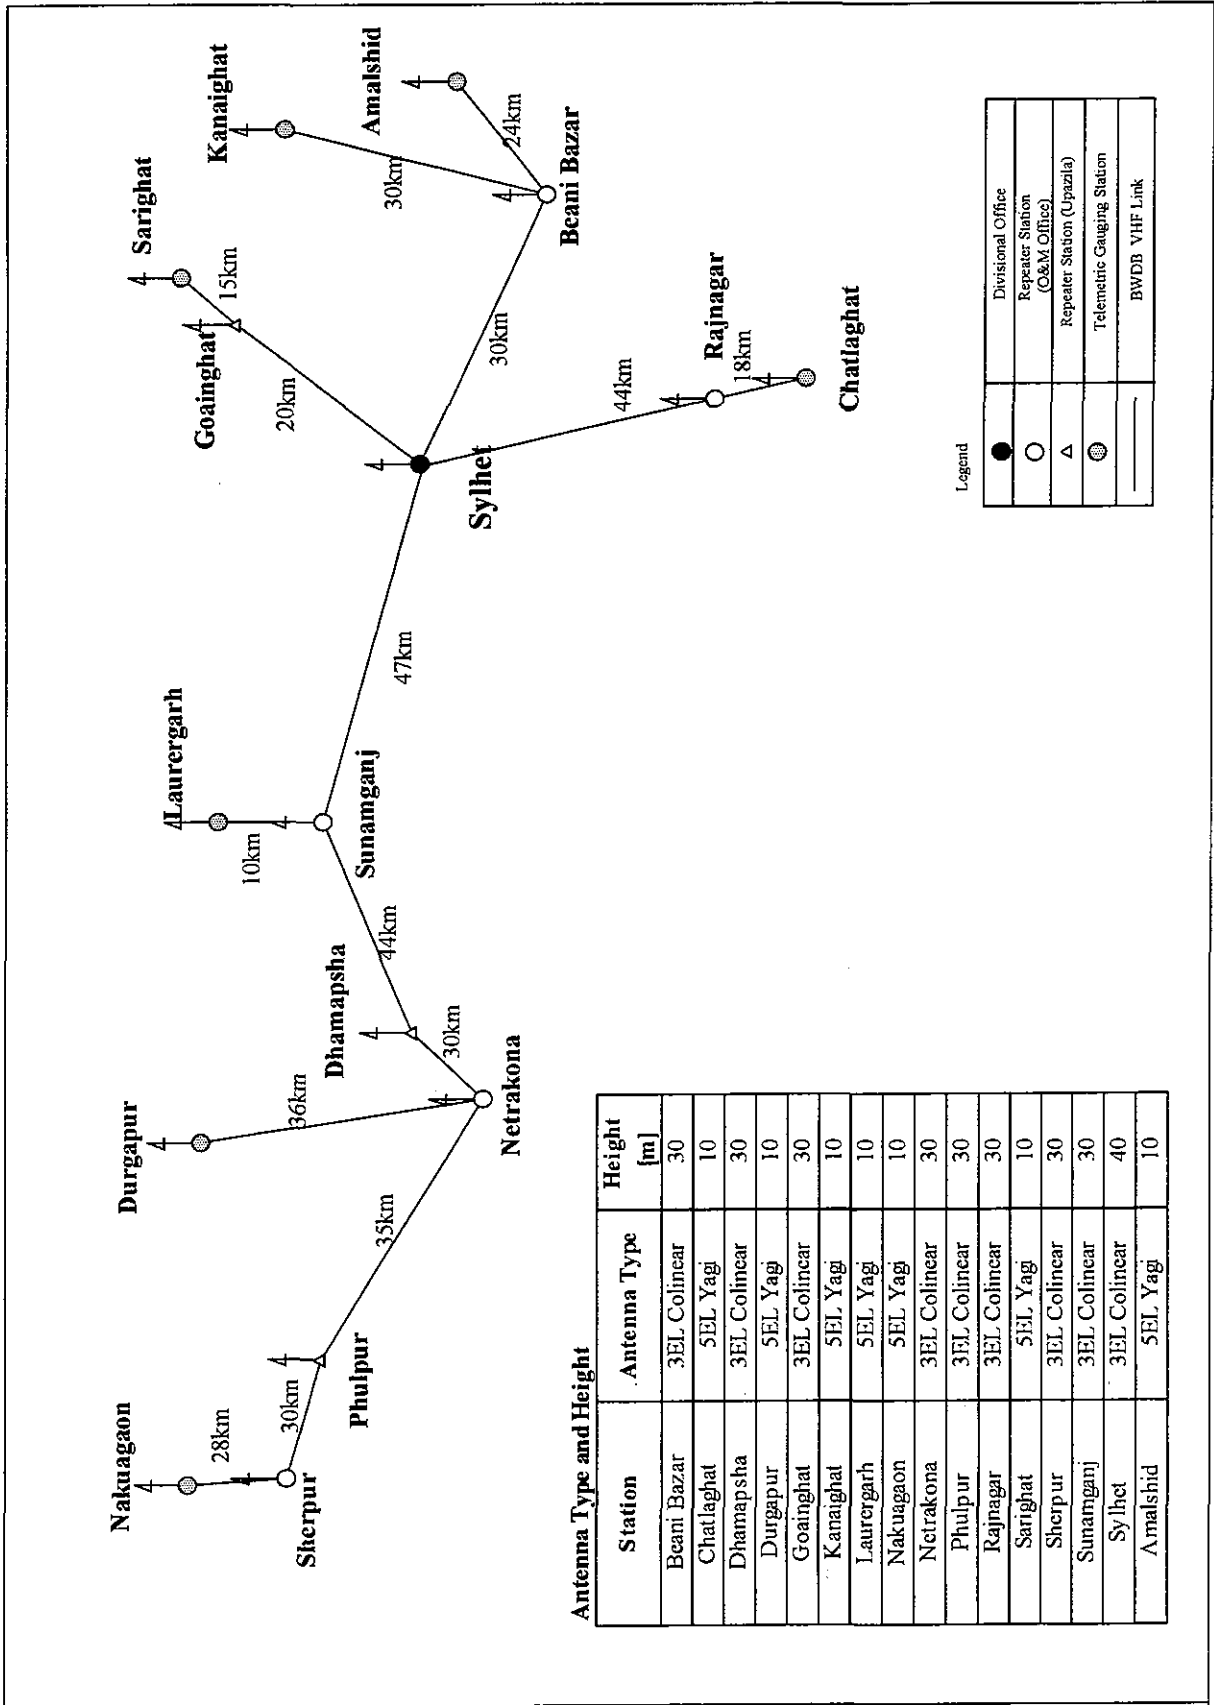 Nakuagaon
28km
Sherpur
30km
Phulpur
35km
Durgapur
36km
Netrakona
30km
Dhamapsha
44km
Laurergarh
10km
Sunamganj
47km
Sylhet
20km
Goainghat
15km
Sarighat
30km
Kanaighat
30km
Amalshid
24km
Beani Bazar
44km
Rajnagar
18km
Chatlaghat
Antenna Type and Height
Station Antenna Type Height [m]
Beani Bazar 3EL Colinear 30
Chatlaghat 5EL Yagi 10
Dhamapsha 3EL Colinear 30
Durgapur 5EL Yagi 10
Goainghat 3EL Colinear 30
Kanaighat 5EL Yagi 10
Laurergarh 5EL Yagi 10
Nakuagaon 5EL Yagi 10
Netrakona 3EL Colinear 30
Phulpur 3EL Colinear 30
Rajnagar 3EL Colinear 30
Sarighat 5EL Yagi 10
Sherpur 3EL Colinear 30
Sunamganj 3EL Colinear 30
Sylhet 3EL Colinear 40
Amalshid 5EL Yagi 10
Legend
Divisional Office
Repeater Station
(O&M Office)
Repeater Station (Upazila)
Telemetric Gauging Station
BWDB VHF Link